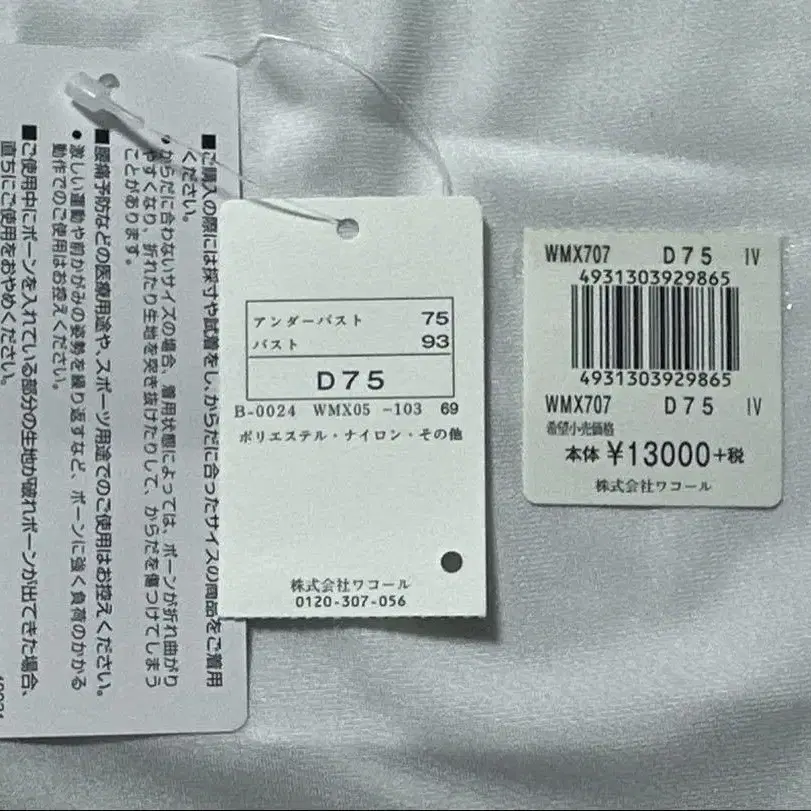 ■ご購入の際には採寸や試着をし、からだに合ったサイズの商品をご着用
ください。
●からだに合わないサイズの場合、着用状態によっては、ボーンが折れ曲がり
やすくなり、折れたり生地を突き抜けたりして、からだを傷つけてしまう
ことがあります。
■腰痛予防などの医療用途や、スポーツ用途でのご使用はお控えください。
●激しい運動や前かがみの姿勢を繰り返すなど、ボーンに強く負荷のかかる
動作でのご使用はお控えください。
■ご使用中にボーンを入れている部分の生地が破れボーンが出てきた場合、
直ちにご使用をおやめください。
アンダーバスト 75
バスト 93
D75
B-0024 WMX05 -103 69
ポリエステル・ナイロン・その他
株式会社ワコール
0120-307-056
WMX707 D75 IV
4931303929865
4931303929865
WMX707 D75 IV
希望小売価格
本体 ¥13000+税
株式会社ワコール